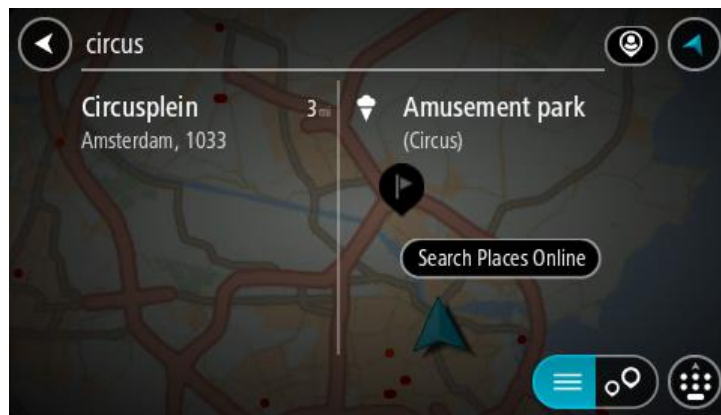 circus
Circusplein 3 mi
Amsterdam, 1033
Amusement park
(Circus)
Search Places Online